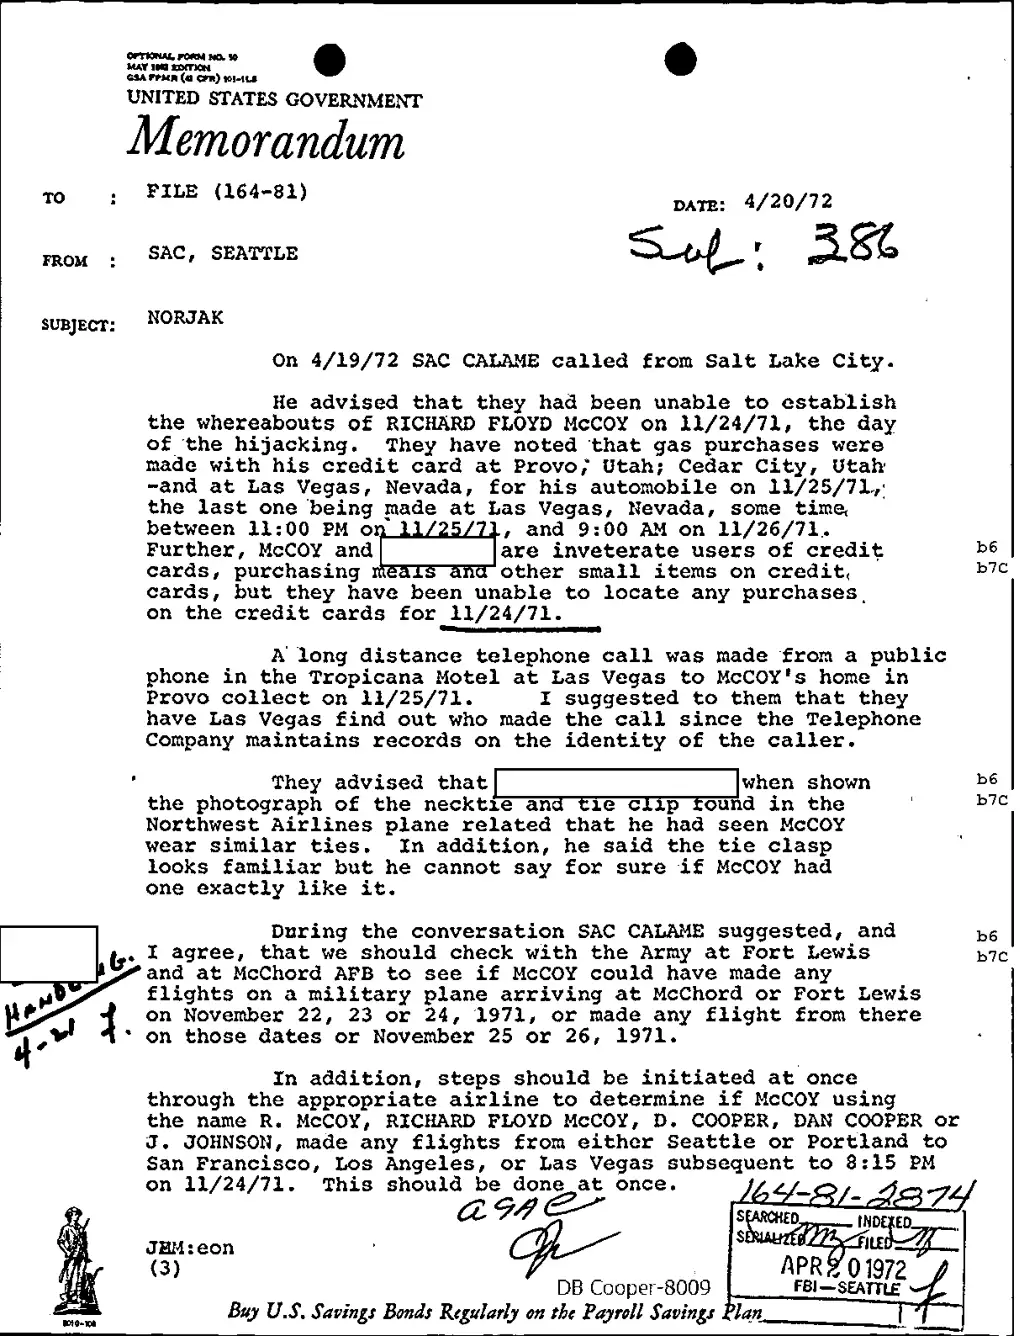 OPTIONAL FORM NO. 10
MAY 1962 EDITION
GSA FPMR (41 CFR) 101-11.6
UNITED STATES GOVERNMENT
Memorandum
TO : FILE (164-81)
DATE: 4/20/72
Sub: 386
FROM : SAC, SEATTLE
SUBJECT: NORJAK
On 4/19/72 SAC CALAME called from Salt Lake City.
He advised that they had been unable to establish
the whereabouts of RICHARD FLOYD McCOY on 11/24/71, the day
of the hijacking. They have noted that gas purchases were
made with his credit card at Provo, Utah; Cedar City, Utah
-and at Las Vegas, Nevada, for his automobile on 11/25/71,
the last one being made at Las Vegas, Nevada, some time
between 11:00 PM on 11/25/71, and 9:00 AM on 11/26/71.
Further, McCOY and are inveterate users of credit
b6
cards, purchasing meals and other small items on credit
b7C
cards, but they have been unable to locate any purchases
on the credit cards for 11/24/71.
A long distance telephone call was made from a public
phone in the Tropicana Motel at Las Vegas to McCOY's home in
Provo collect on 11/25/71. I suggested to them that they
have Las Vegas find out who made the call since the Telephone
Company maintains records on the identity of the caller.
They advised that when shown
b6
the photograph of the necktie and tie clip found in the
b7C
Northwest Airlines plane related that he had seen McCOY
wear similar ties. In addition, he said the tie clasp
looks familiar but he cannot say for sure if McCOY had
one exactly like it.
During the conversation SAC CALAME suggested, and
b6
I agree, that we should check with the Army at Fort Lewis
b7C
and at McChord AFB to see if McCOY could have made any
flights on a military plane arriving at McChord or Fort Lewis
on November 22, 23 or 24, 1971, or made any flight from there
on those dates or November 25 or 26, 1971.
HANDLING.
4-21
In addition, steps should be initiated at once
through the appropriate airline to determine if McCOY using
the name R. McCOY, RICHARD FLOYD McCOY, D. COOPER, DAN COOPER or
J. JOHNSON, made any flights from either Seattle or Portland to
San Francisco, Los Angeles, or Las Vegas subsequent to 8:15 PM
on 11/24/71. This should be done at once.
ASAC
164-81-2874
SEARCHED INDEXED
SERIALIZED FILED
APR 20 1972
FBI—SEATTLE
JEM:eon
(3)
DB Cooper-8009
Buy U.S. Savings Bonds Regularly on the Payroll Savings Plan
5010-108